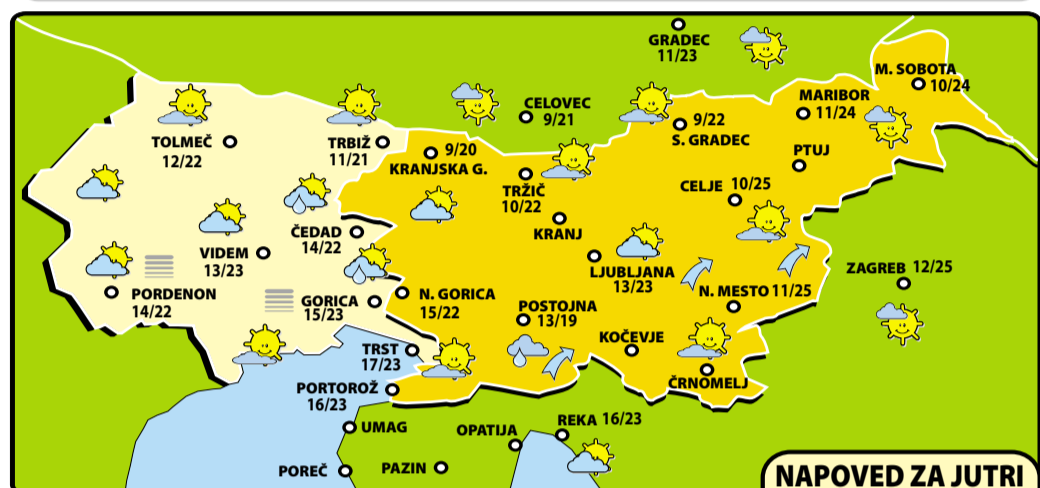 GRADEC
11/23
M. SOBOTA
10/24
MARIBOR
11/24
CELOVEC
9/21
9/22
S. GRADEC
TOLMEČ
12/22
TRBIŽ
11/21
9/20
KRANJSKA G.
PTUJ
TRŽIČ
10/22
CELJE 10/25
KRANJ
ČEDAD
14/22
VIDEM
13/23
LJUBLJANA
13/23
ZAGREB 12/25
PORDENON
14/22
GORICA
15/23
N. GORICA
15/22
N. MESTO 11/25
POSTOJNA
13/19
KOČEVJE
TRST
17/23
ČRNOMELJ
PORTOROŽ
16/23
UMAG
OPATIJA
REKA 16/23
POREČ
PAZIN
NAPOVED ZA JUTRI